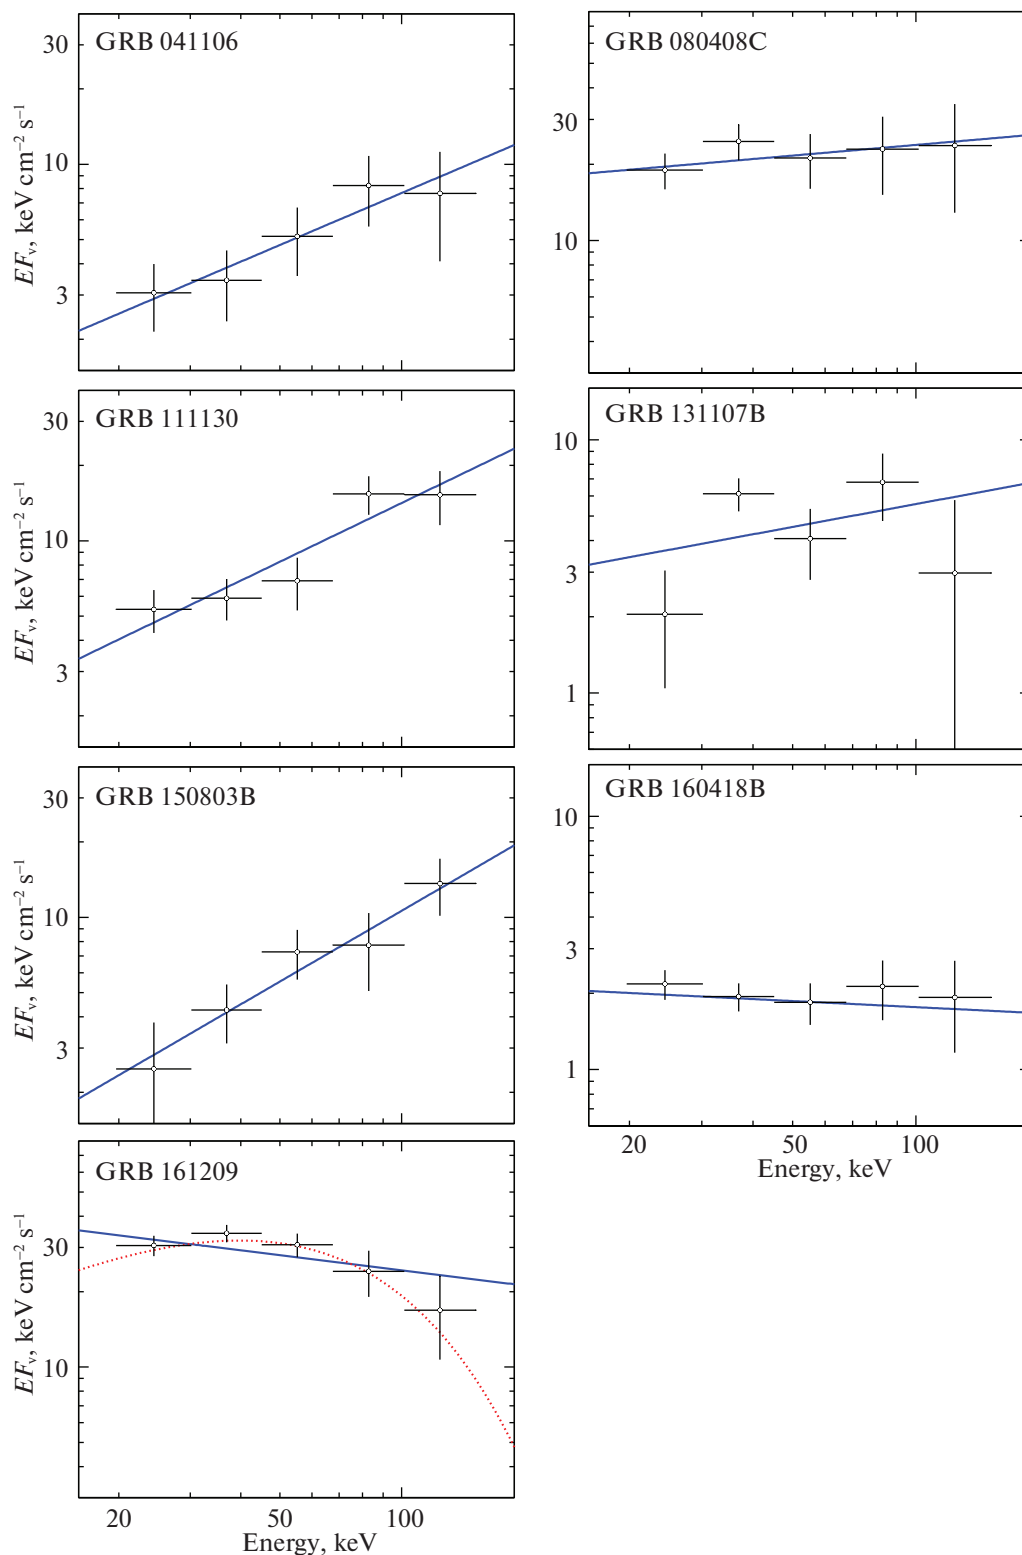 GRB 041106
30
10
3
EFν, keV cm−2 s−1
GRB 080408C
30
10
GRB 111130
30
10
3
EFν, keV cm−2 s−1
GRB 131107B
10
3
1
GRB 150803B
30
10
3
EFν, keV cm−2 s−1
GRB 160418B
10
3
1
20 50 100
Energy, keV
GRB 161209
30
10
EFν, keV cm−2 s−1
20 50 100
Energy, keV